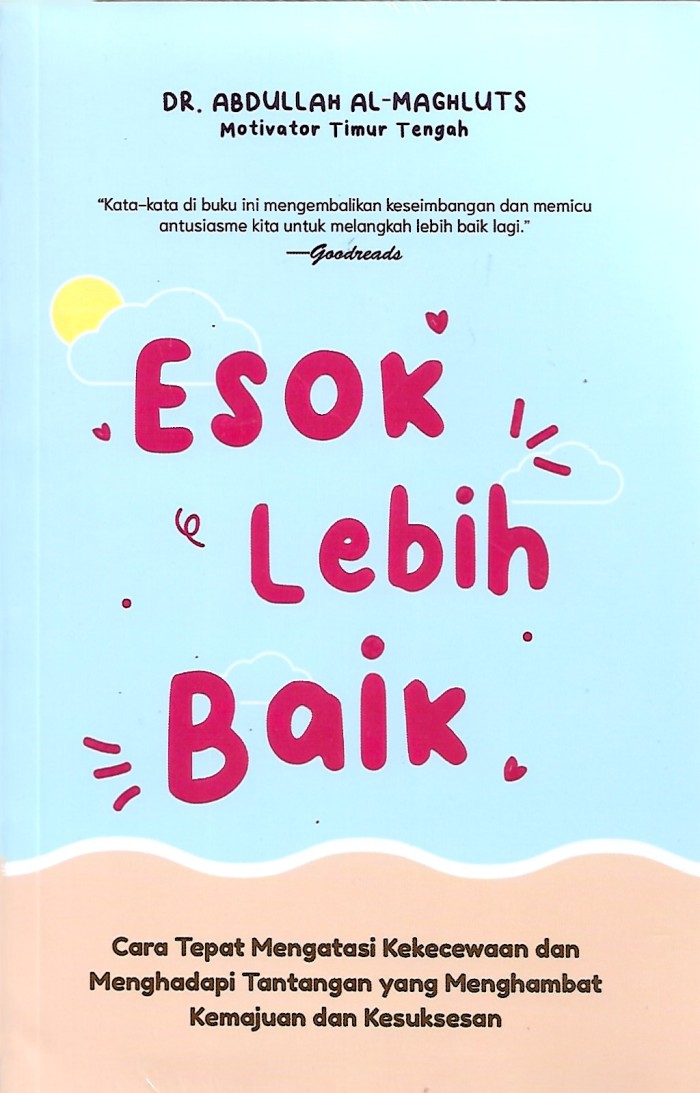 DR. ABDULLAH AL-MAGHLUTS
Motivator Timur Tengah
“Kata-kata di buku ini mengembalikan keseimbangan dan memicu
antusiasme kita untuk melangkah lebih baik lagi.”
—Goodreads
Esok
Lebih
Baik
Cara Tepat Mengatasi Kekecewaan dan
Menghadapi Tantangan yang Menghambat
Kemajuan dan Kesuksesan